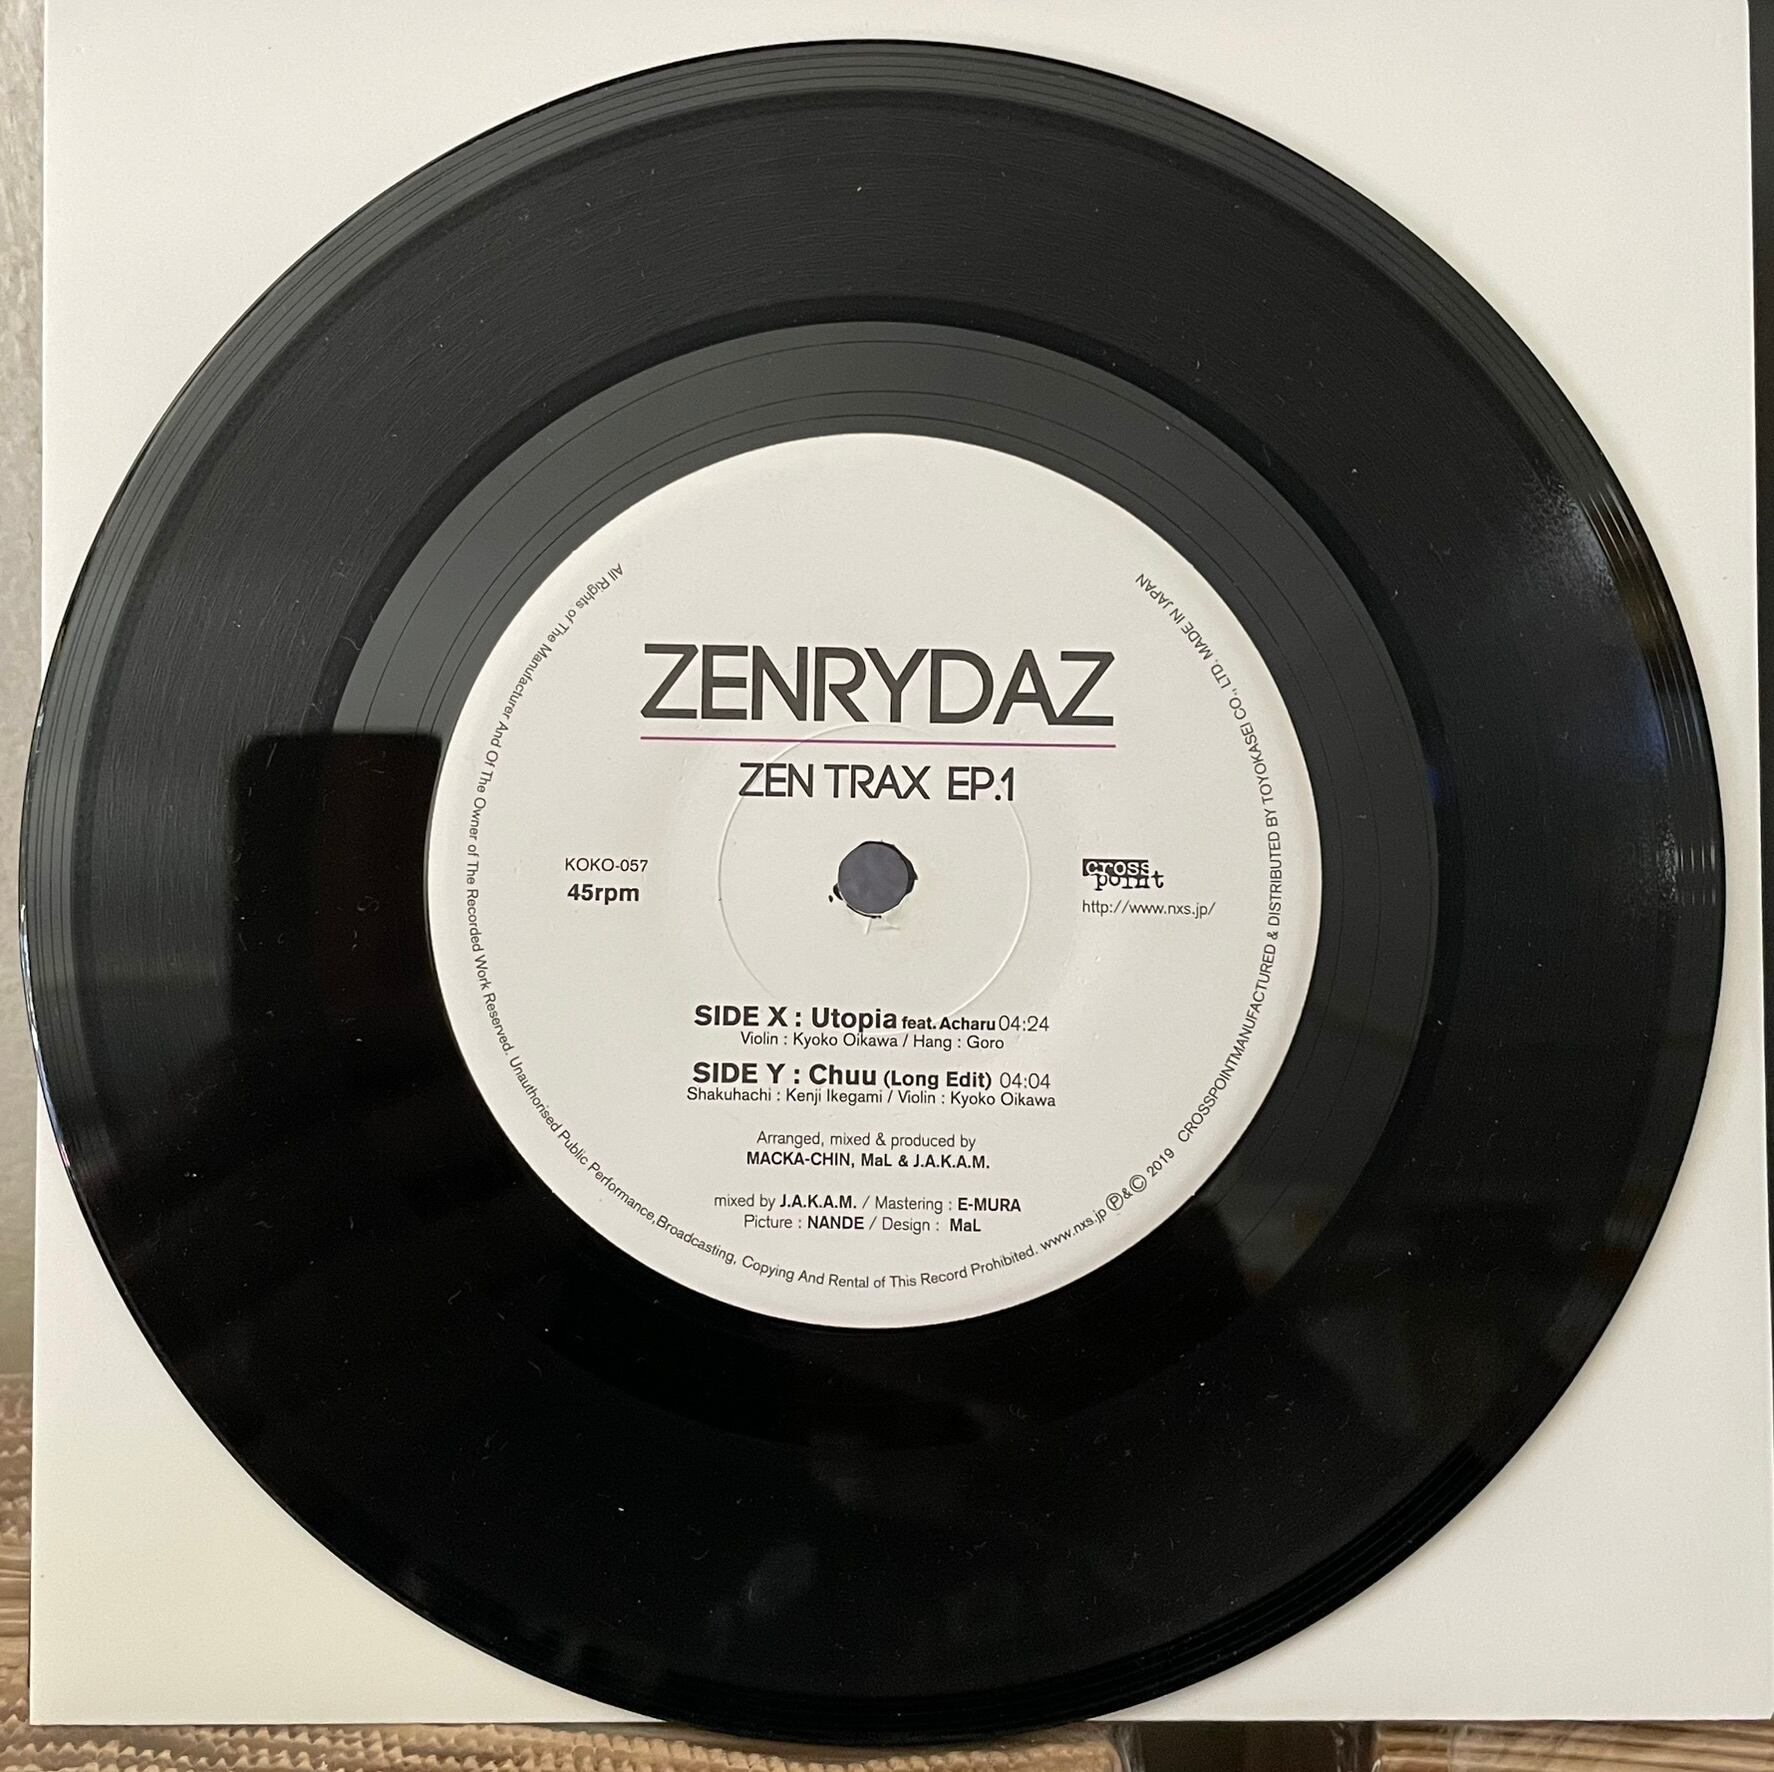 ZENRYDAZ
ZEN TRAX EP.1
KOKO-057
45rpm
cross
point
http://www.nxs.jp/
SIDE X : Utopia feat. Acharu 04:24
Violin : Kyoko Oikawa / Hang : Goro
SIDE Y : Chuu (Long Edit) 04:04
Shakuhachi : Kenji Ikegami / Violin : Kyoko Oikawa
Arranged, mixed & produced by
MACKA-CHIN, MaL & J.A.K.A.M.
mixed by J.A.K.A.M. / Mastering : E-MURA
Picture : NANDE / Design : MaL
All Rights of The Manufacturer And Of The Owner of The Recorded Work Reserved. Unauthorised Public Performance,Broadcasting, Copying And Rental of This Record Prohibited. www.nxs.jp ℗&© 2019 CROSSPOINTMANUFACTURED & DISTRIBUTED BY TOYOKASEI CO., LTD. MADE IN JAPAN